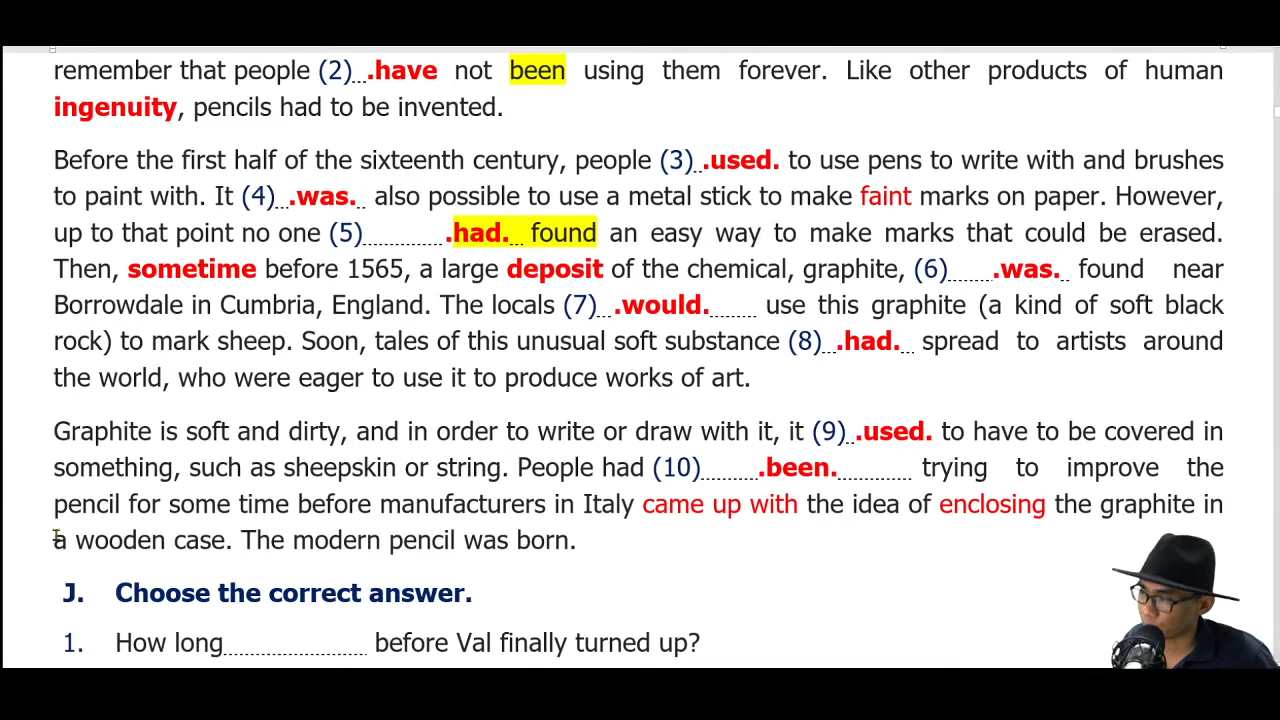 remember that people (2)....have not been using them forever. Like other products of human
ingenuity, pencils had to be invented.
Before the first half of the sixteenth century, people (3)...used. to use pens to write with and brushes
to paint with. It (4)....was... also possible to use a metal stick to make faint marks on paper. However,
up to that point no one (5)..............had.... found an easy way to make marks that could be erased.
Then, sometime before 1565, a large deposit of the chemical, graphite, (6).......was... found near
Borrowdale in Cumbria, England. The locals (7)....would......... use this graphite (a kind of soft black
rock) to mark sheep. Soon, tales of this unusual soft substance (8)....had.... spread to artists around
the world, who were eager to use it to produce works of art.
Graphite is soft and dirty, and in order to write or draw with it, it (9)...used. to have to be covered in
something, such as sheepskin or string. People had (10)..........been.............. trying to improve the
pencil for some time before manufacturers in Italy came up with the idea of enclosing the graphite in
a wooden case. The modern pencil was born.
J. Choose the correct answer.
1. How long........................ before Val finally turned up?